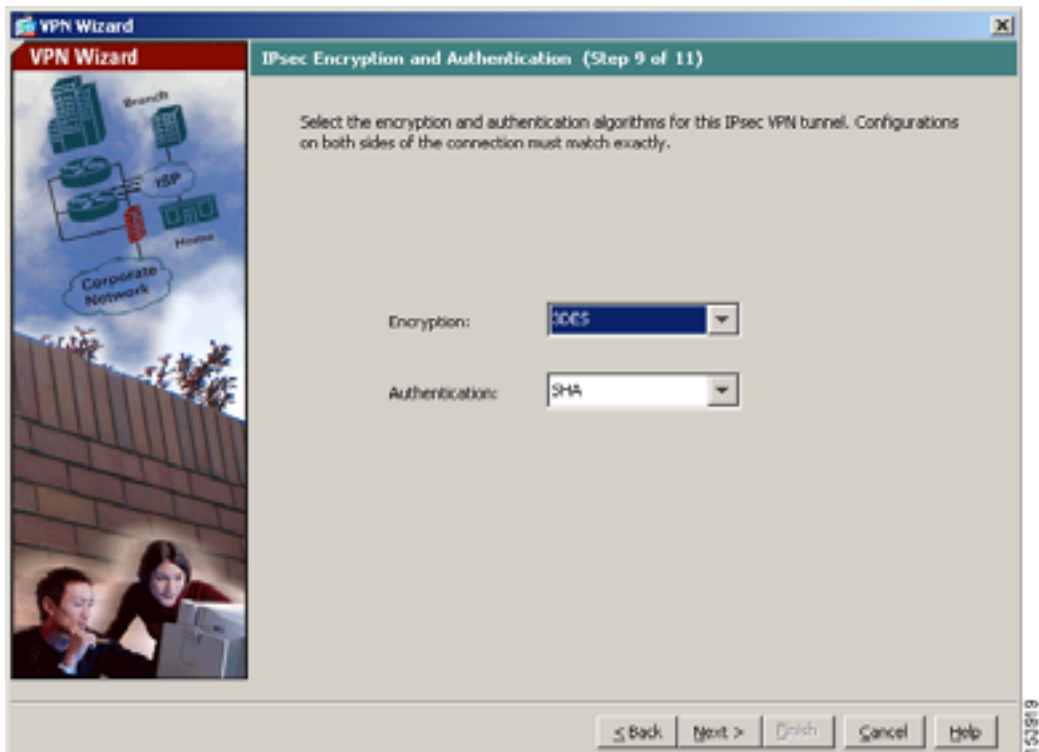 VPN Wizard
VPN Wizard
IPsec Encryption and Authentication (Step 9 of 11)
Branch
ISP
Home
Corporate
Network
Select the encryption and authentication algorithms for this IPsec VPN tunnel. Configurations
on both sides of the connection must match exactly.
Encryption:
3DES
Authentication:
SHA
< Back
Next >
Finish
Cancel
Help
153919